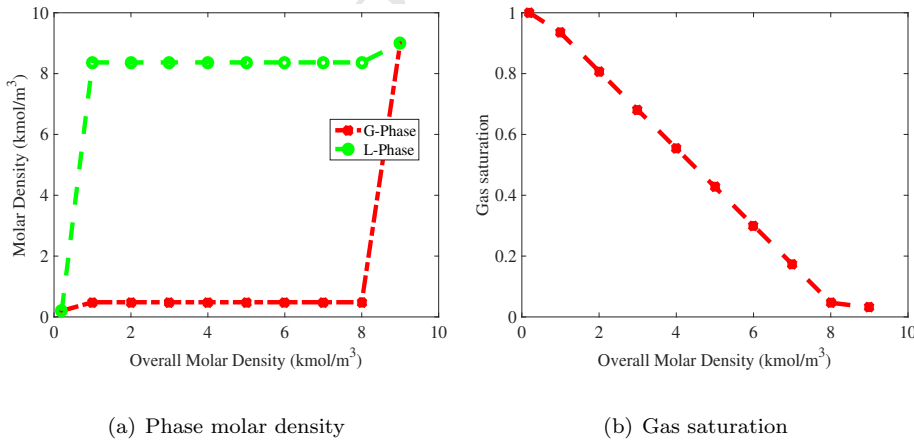 10
8
6
4
2
0
Molar Density (kmol/m³)
G-Phase
L-Phase
0 2 4 6 8 10
Overall Molar Density (kmol/m³)
(a) Phase molar density
1
0.8
0.6
0.4
0.2
0
Gas saturation
0 2 4 6 8 10
Overall Molar Density (kmol/m³)
(b) Gas saturation